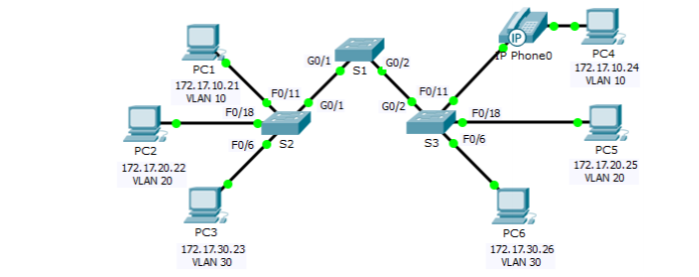 PC1
172.17.10.21
VLAN 10
G0/1
S1
G0/2
IP
IP Phone0
PC4
172.17.10.24
VLAN 10
F0/11
G0/1
F0/18
S2
F0/6
PC2
172.17.20.22
VLAN 20
F0/11
G0/2
F0/18
S3
F0/6
PC5
172.17.20.25
VLAN 20
PC3
172.17.30.23
VLAN 30
PC6
172.17.30.26
VLAN 30